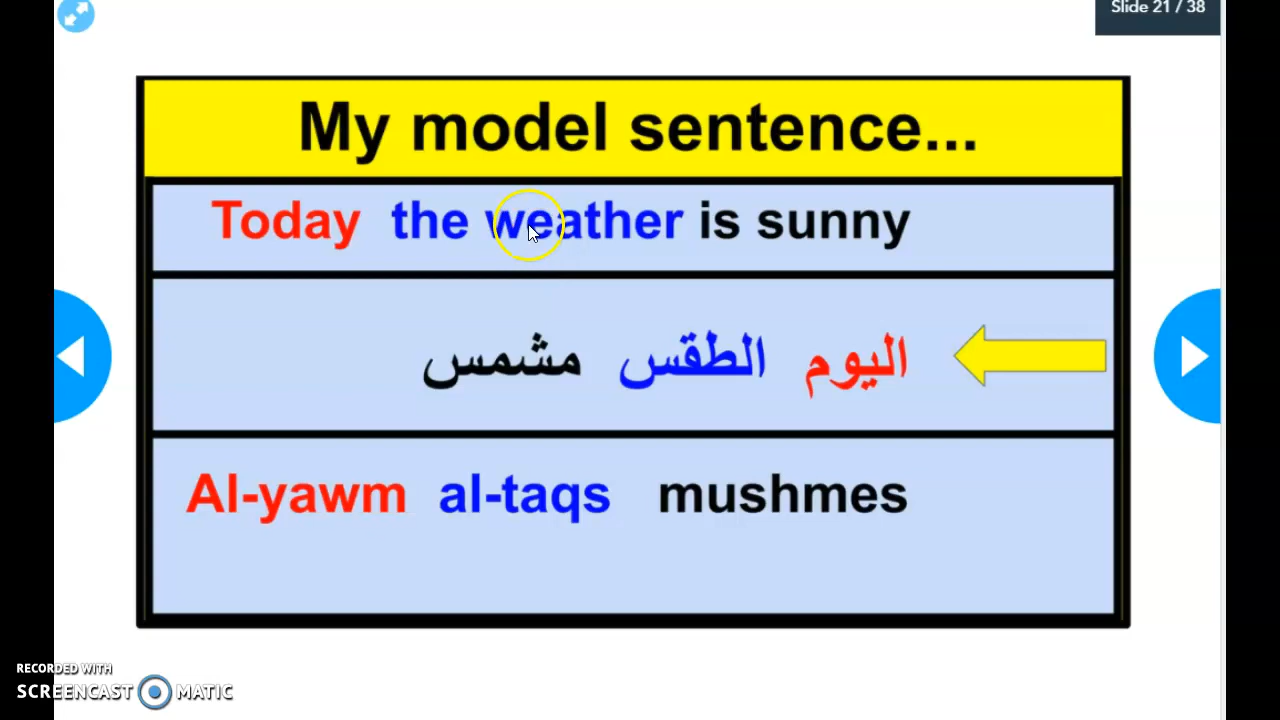 Slide 21 / 38
My model sentence...
Today the weather is sunny
اليوم الطقس مشمس
Al-yawm al-taqs mushmes
RECORDED WITH
SCREENCAST MATIC